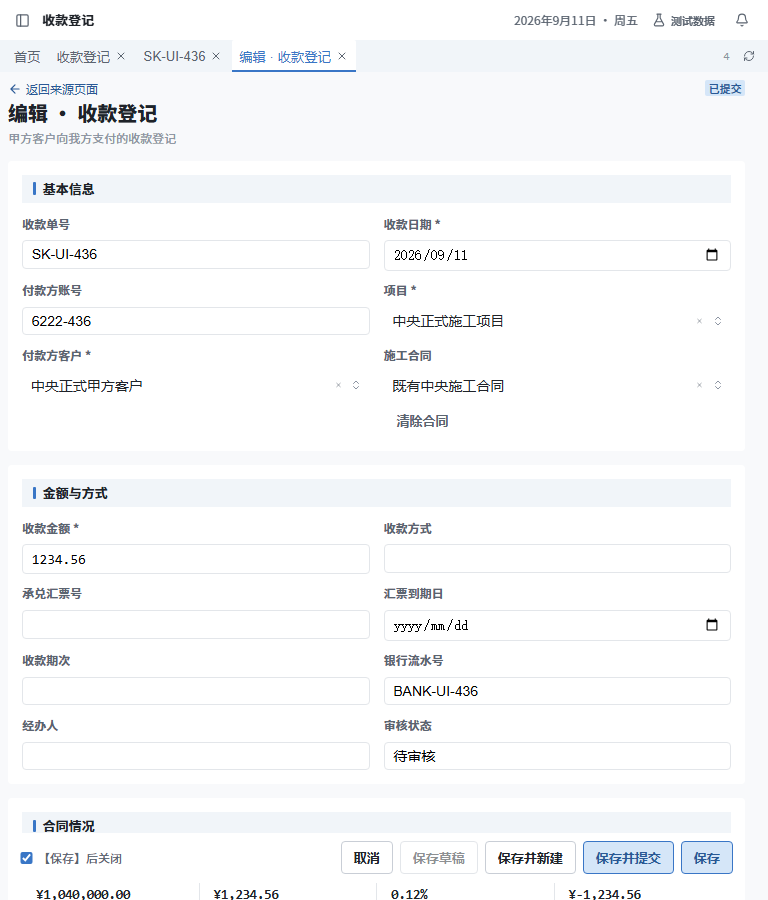 收款登记
2026年9月11日 • 周五 测试数据
首页 收款登记 × SK-UI-436 × 编辑 · 收款登记 × 4
← 返回来源页面 已提交
编辑 • 收款登记
甲方客户向我方支付的收款登记
基本信息
收款单号 收款日期 *
SK-UI-436 2026/09/11
付款方账号 项目 *
6222-436 中央正式施工项目 ×
付款方客户 * 施工合同
中央正式甲方客户 × 既有中央施工合同 ×
清除合同
金额与方式
收款金额 * 收款方式
1234.56
承兑汇票号 汇票到期日
yyyy/mm/dd
收款期次 银行流水号
BANK-UI-436
经办人 审核状态
待审核
合同情况
【保存】后关闭 取消 保存草稿 保存并新建 保存并提交 保存
¥1,040,000.00 ¥1,234.56 0.12% ¥-1,234.56